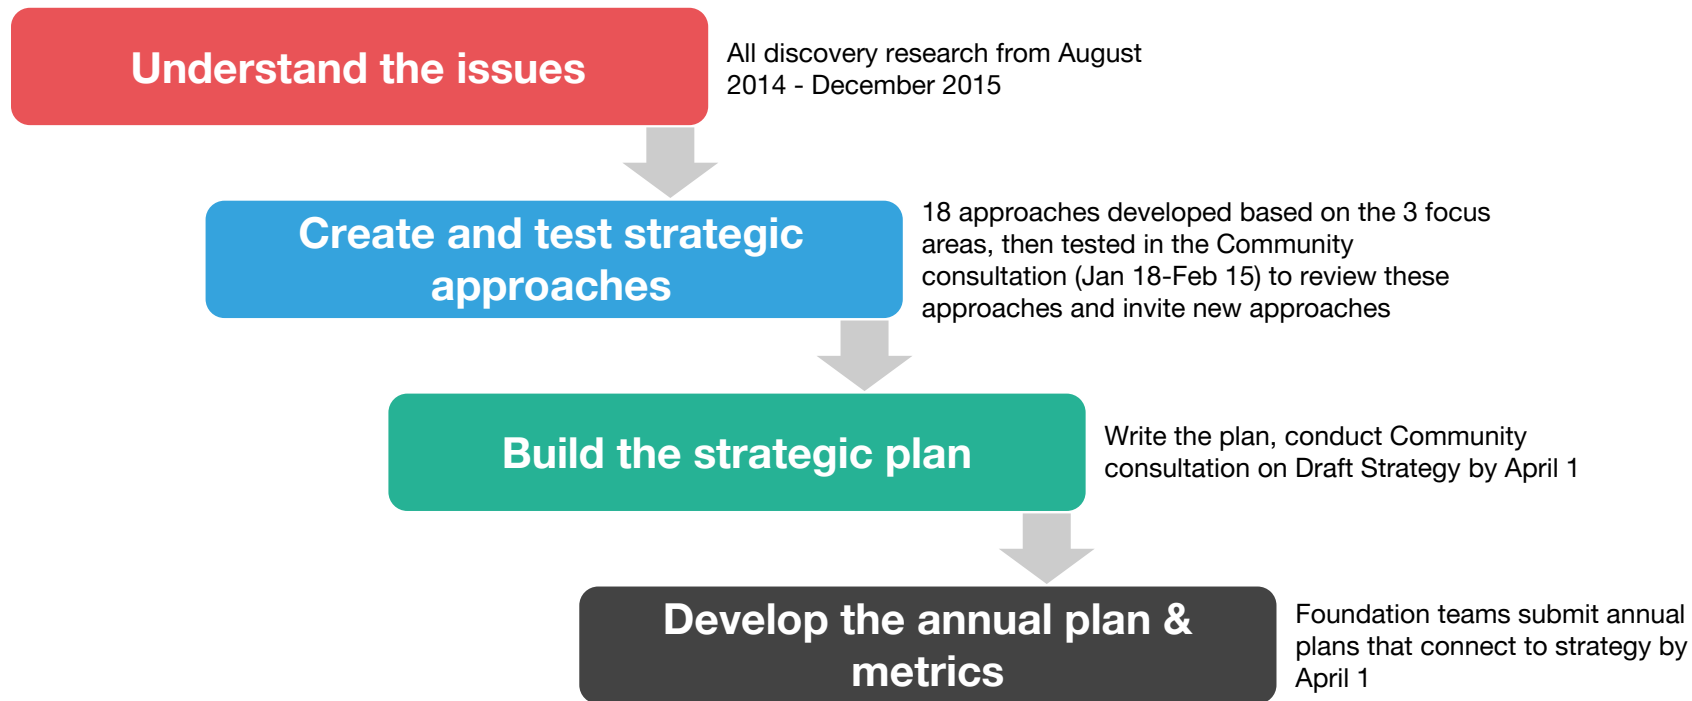 Understand the issues
All discovery research from August
2014 - December 2015
Create and test strategic
approaches
18 approaches developed based on the 3 focus
areas, then tested in the Community
consultation (Jan 18-Feb 15) to review these
approaches and invite new approaches
Build the strategic plan
Write the plan, conduct Community
consultation on Draft Strategy by April 1
Develop the annual plan &
metrics
Foundation teams submit annual
plans that connect to strategy by
April 1